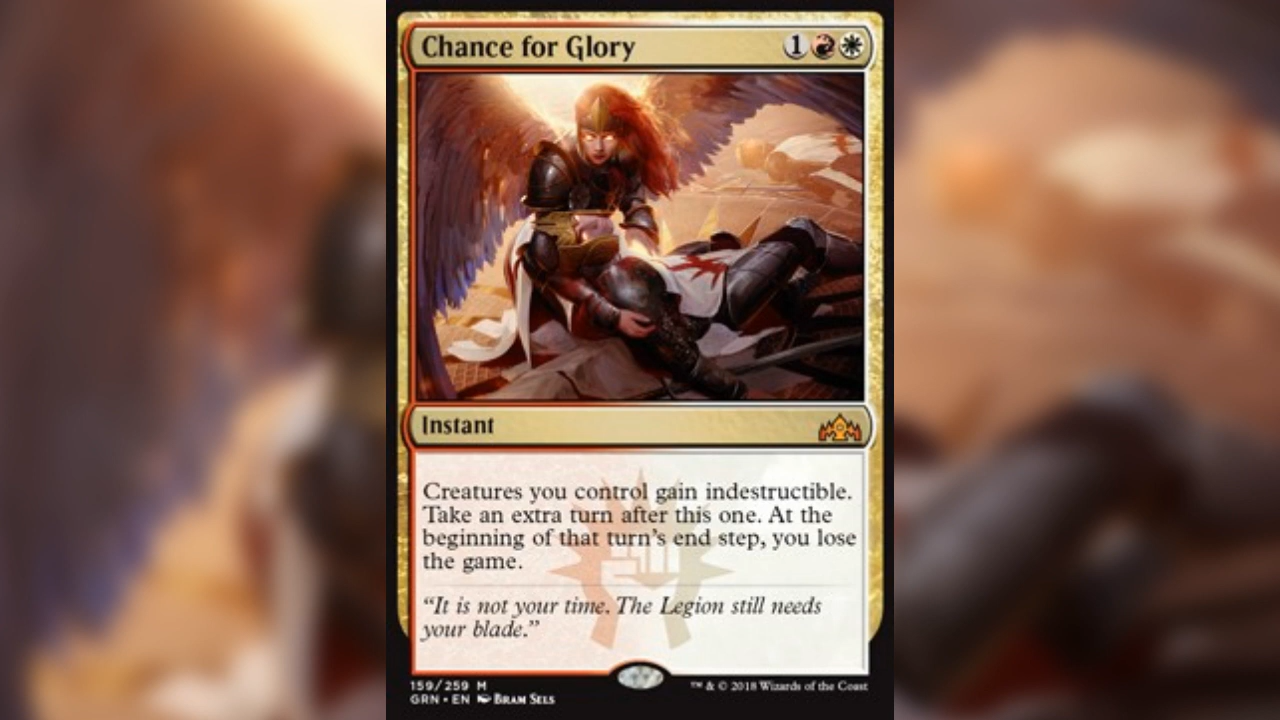 Chance for Glory 1
Instant
Creatures you control gain indestructible.
Take an extra turn after this one. At the
beginning of that turn's end step, you lose
the game.
"It is not your time. The Legion still needs
your blade."
159/259 M
GRN • EN Bram Sels
™ & © 2018 Wizards of the Coast